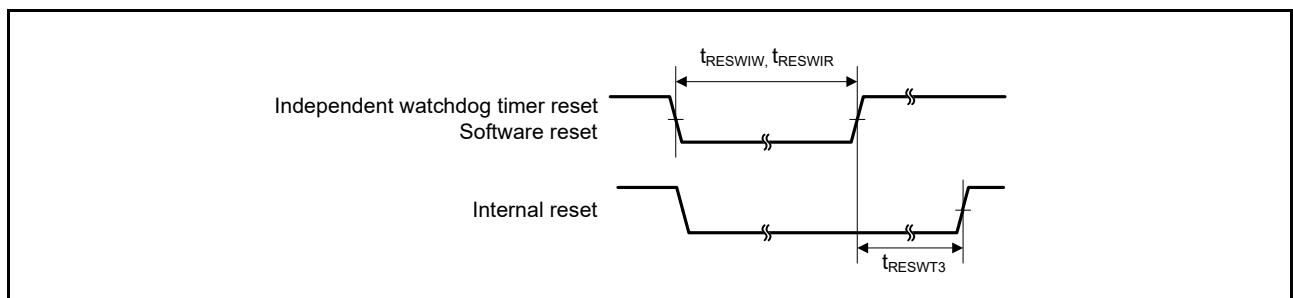 tRESWIW, tRESWIR
Independent watchdog timer reset
Software reset
Internal reset
tRESWT3